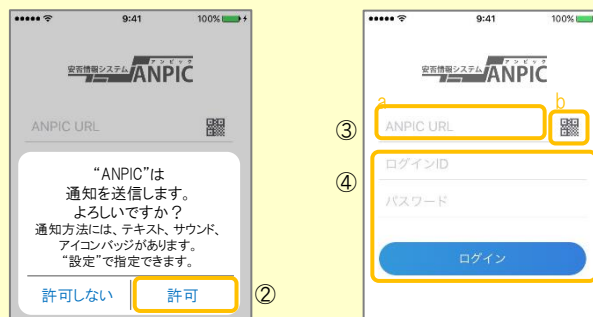 9:41
100%
安否情報システム
アンピック
ANPIC
ANPIC URL
“ANPIC”は
通知を送信します。
よろしいですか？
通知方法には、テキスト、サウンド、
アイコンバッジがあります。
“設定”で指定できます。
許可しない
許可
②
9:41
100%
安否情報システム
アンピック
ANPIC
a
b
③
ANPIC URL
④
ログインID
パスワード
ログイン